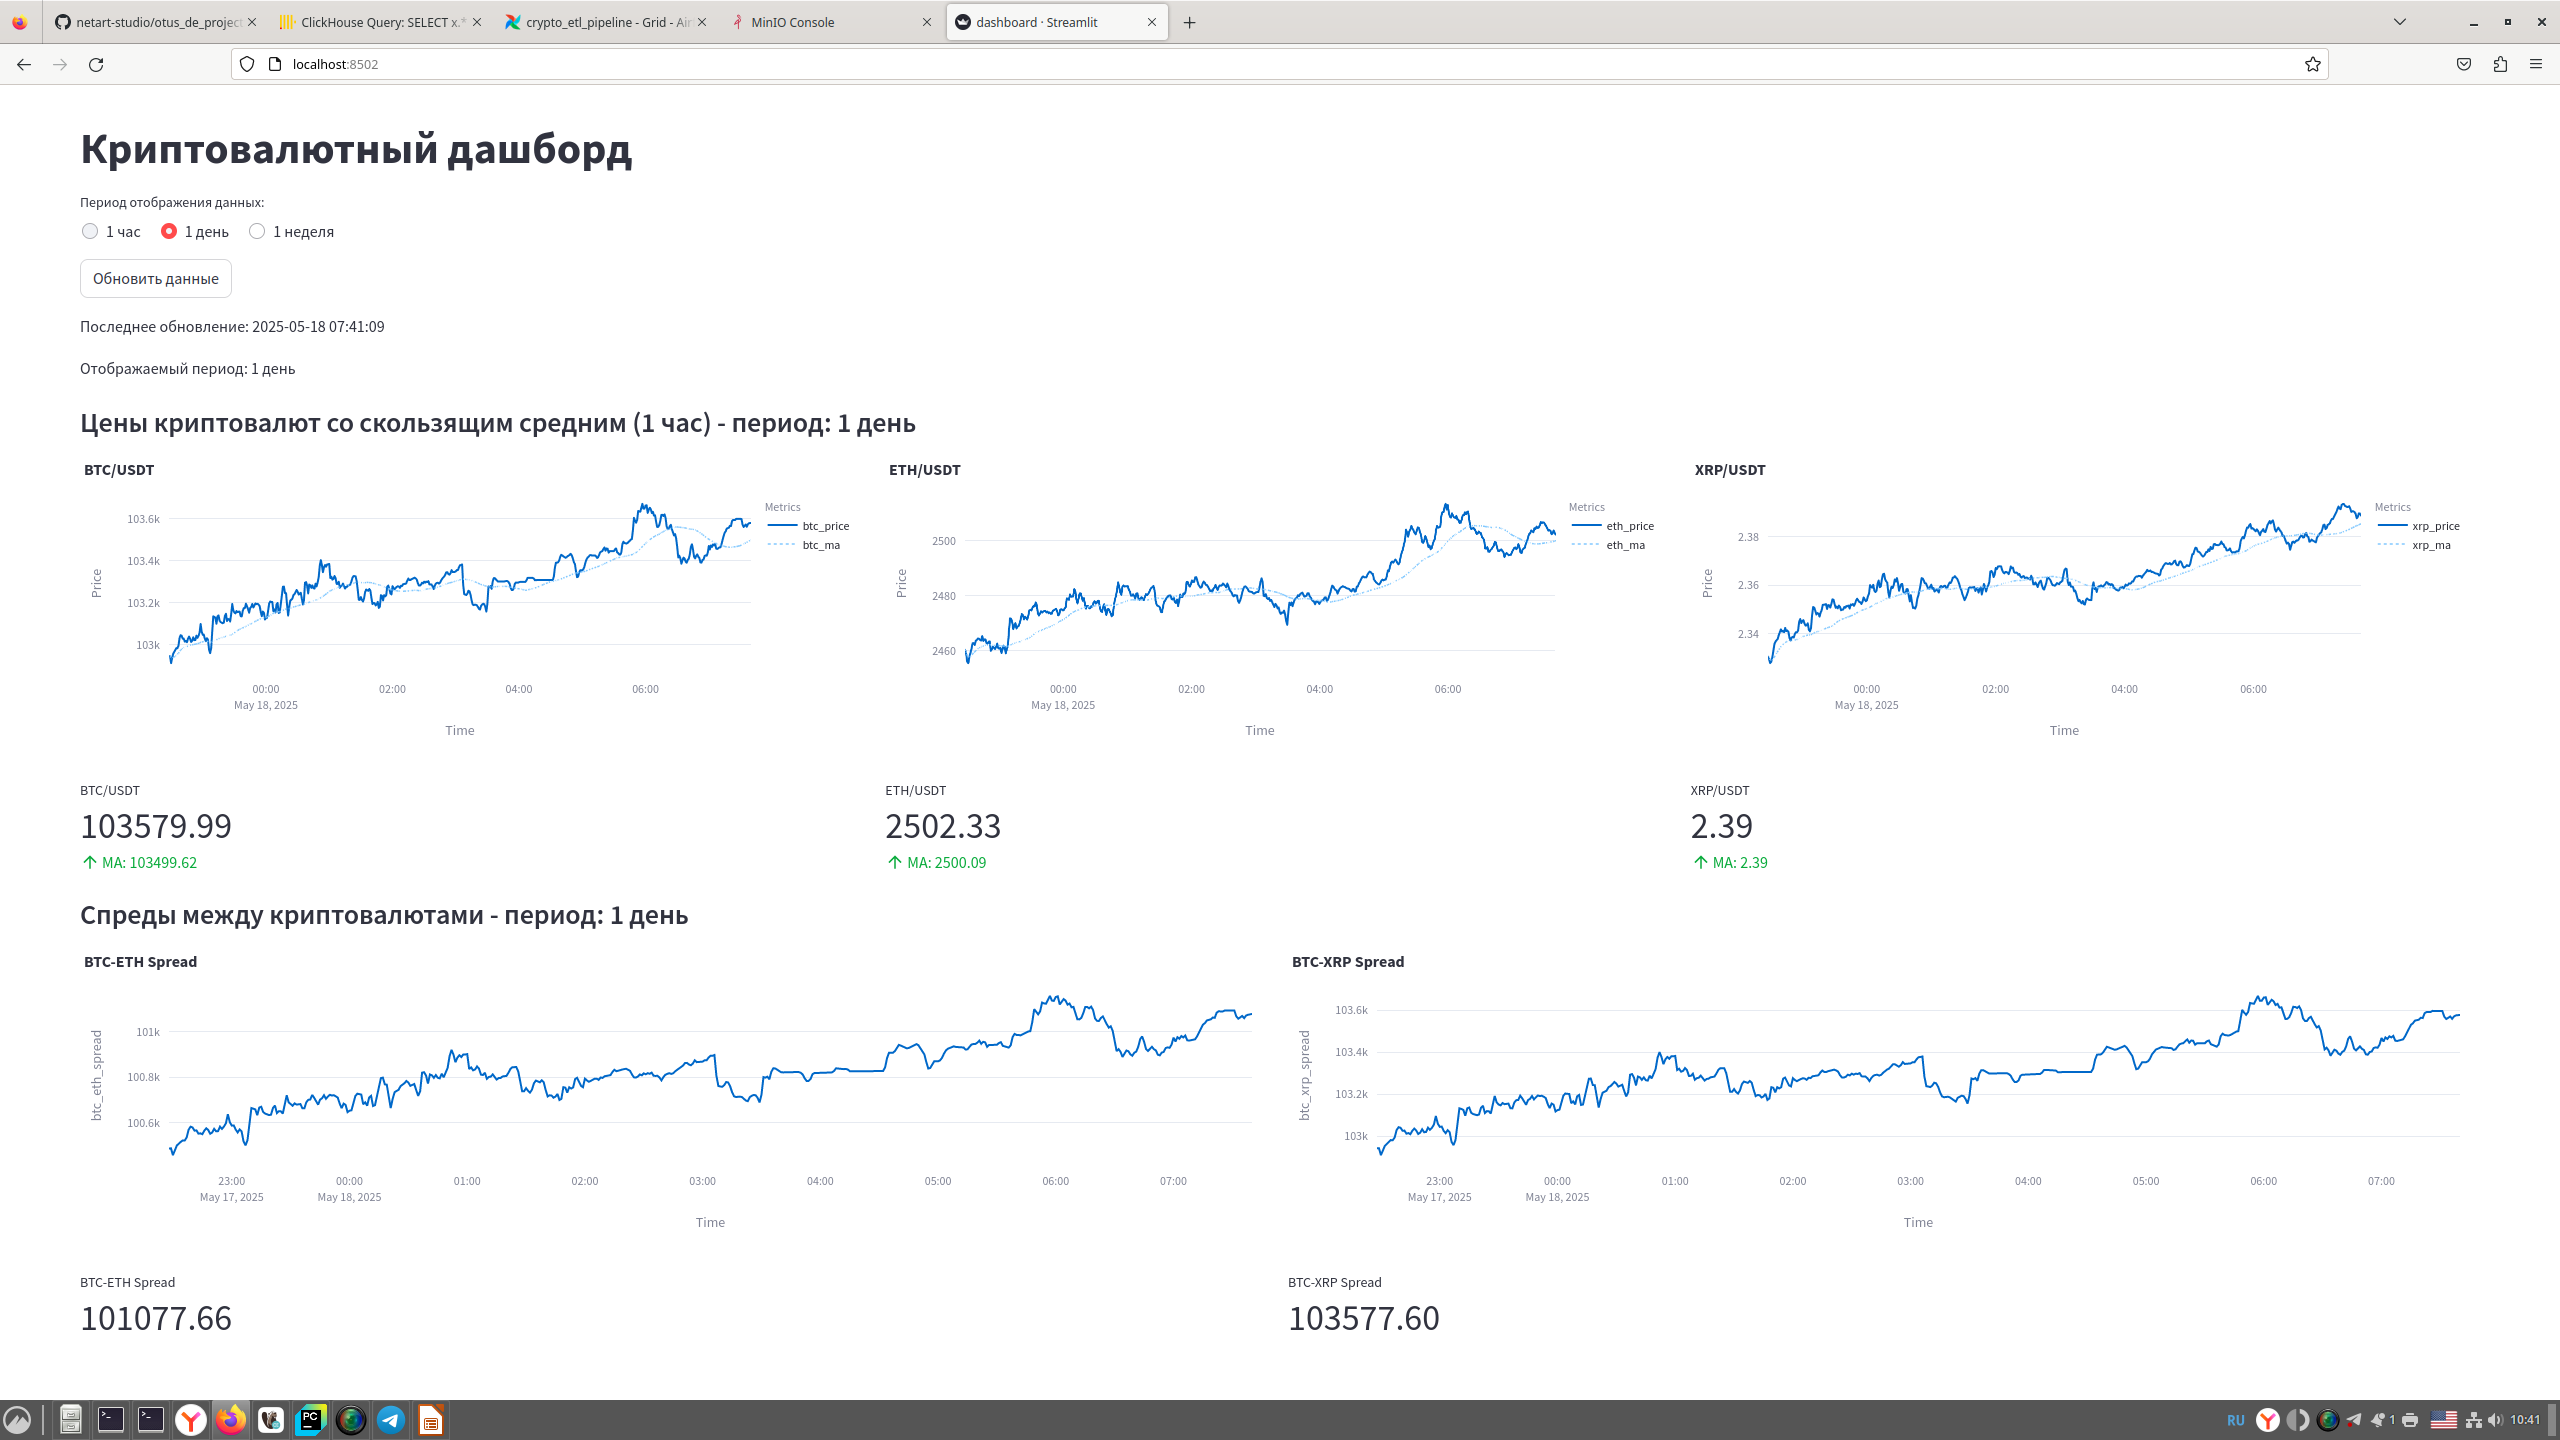 netart-studio/otus_de_project
ClickHouse Query: SELECT x.*
crypto_etl_pipeline - Grid - Air
MinIO Console
dashboard · Streamlit
localhost:8502
Криптовалютный дашборд
Период отображения данных:
1 час 1 день 1 неделя
Обновить данные
Последнее обновление: 2025-05-18 07:41:09
Отображаемый период: 1 день
Цены криптовалют со скользящим средним (1 час) - период: 1 день
BTC/USDT
Metrics
btc_price
btc_ma
Price
103.6k
103.4k
103.2k
103k
00:00 02:00 04:00 06:00
May 18, 2025
Time
ETH/USDT
Metrics
eth_price
eth_ma
Price
2500
2480
2460
00:00 02:00 04:00 06:00
May 18, 2025
Time
XRP/USDT
Metrics
xrp_price
xrp_ma
Price
2.38
2.36
2.34
00:00 02:00 04:00 06:00
May 18, 2025
Time
BTC/USDT
103579.99
MA: 103499.62
ETH/USDT
2502.33
MA: 2500.09
XRP/USDT
2.39
MA: 2.39
Спреды между криптовалютами - период: 1 день
BTC-ETH Spread
btc_eth_spread
101k
100.8k
100.6k
23:00 00:00 01:00 02:00 03:00 04:00 05:00 06:00 07:00
May 17, 2025 May 18, 2025
Time
BTC-XRP Spread
btc_xrp_spread
103.6k
103.4k
103.2k
103k
23:00 00:00 01:00 02:00 03:00 04:00 05:00 06:00 07:00
May 17, 2025 May 18, 2025
Time
BTC-ETH Spread
101077.66
BTC-XRP Spread
103577.60
PC
RU
1
10:41